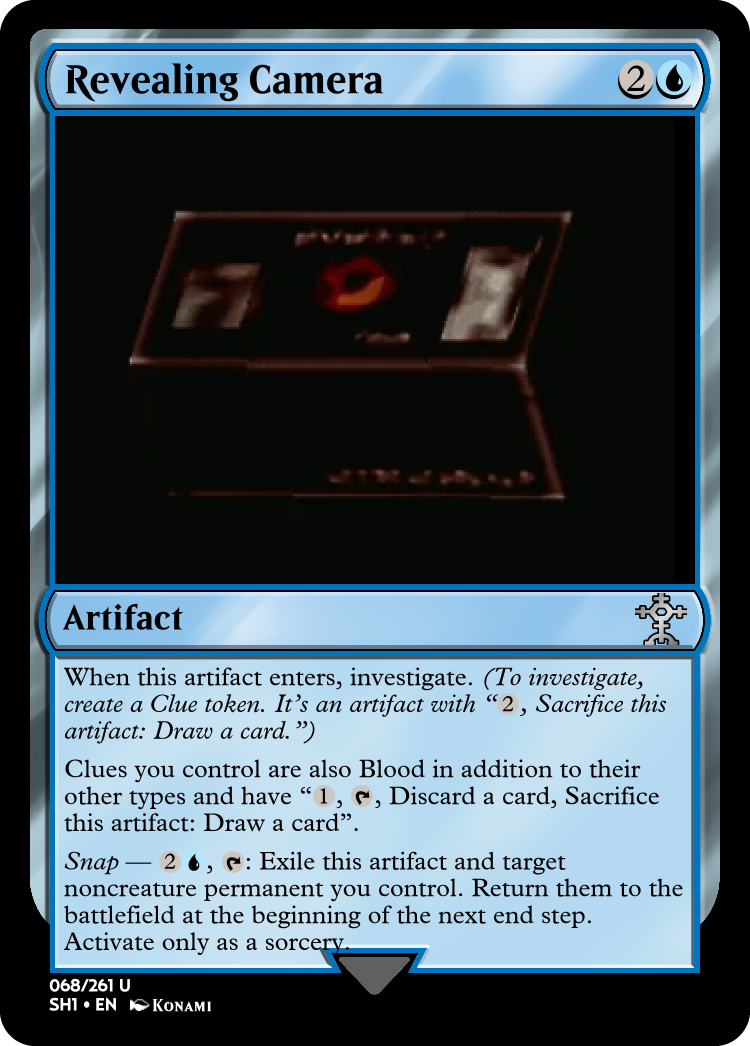 Revealing Camera 2
Artifact
When this artifact enters, investigate. (To investigate,
create a Clue token. It's an artifact with “2, Sacrifice this
artifact: Draw a card.”)
Clues you control are also Blood in addition to their
other types and have “1, , Discard a card, Sacrifice
this artifact: Draw a card”.
Snap — 2 , : Exile this artifact and target
noncreature permanent you control. Return them to the
battlefield at the beginning of the next end step.
Activate only as a sorcery.
068/261 U
SH1 • EN KONAMI